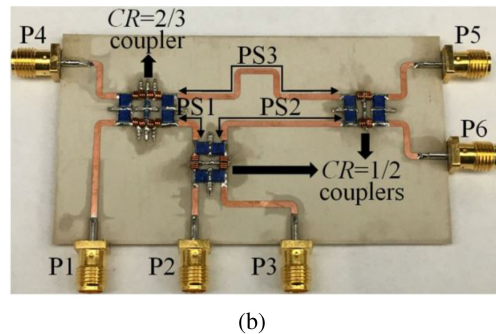 P4
CR=2/3
coupler
PS3
P5
PS1
PS2
P6
CR=1/2
couplers
P1
P2
P3
(b)